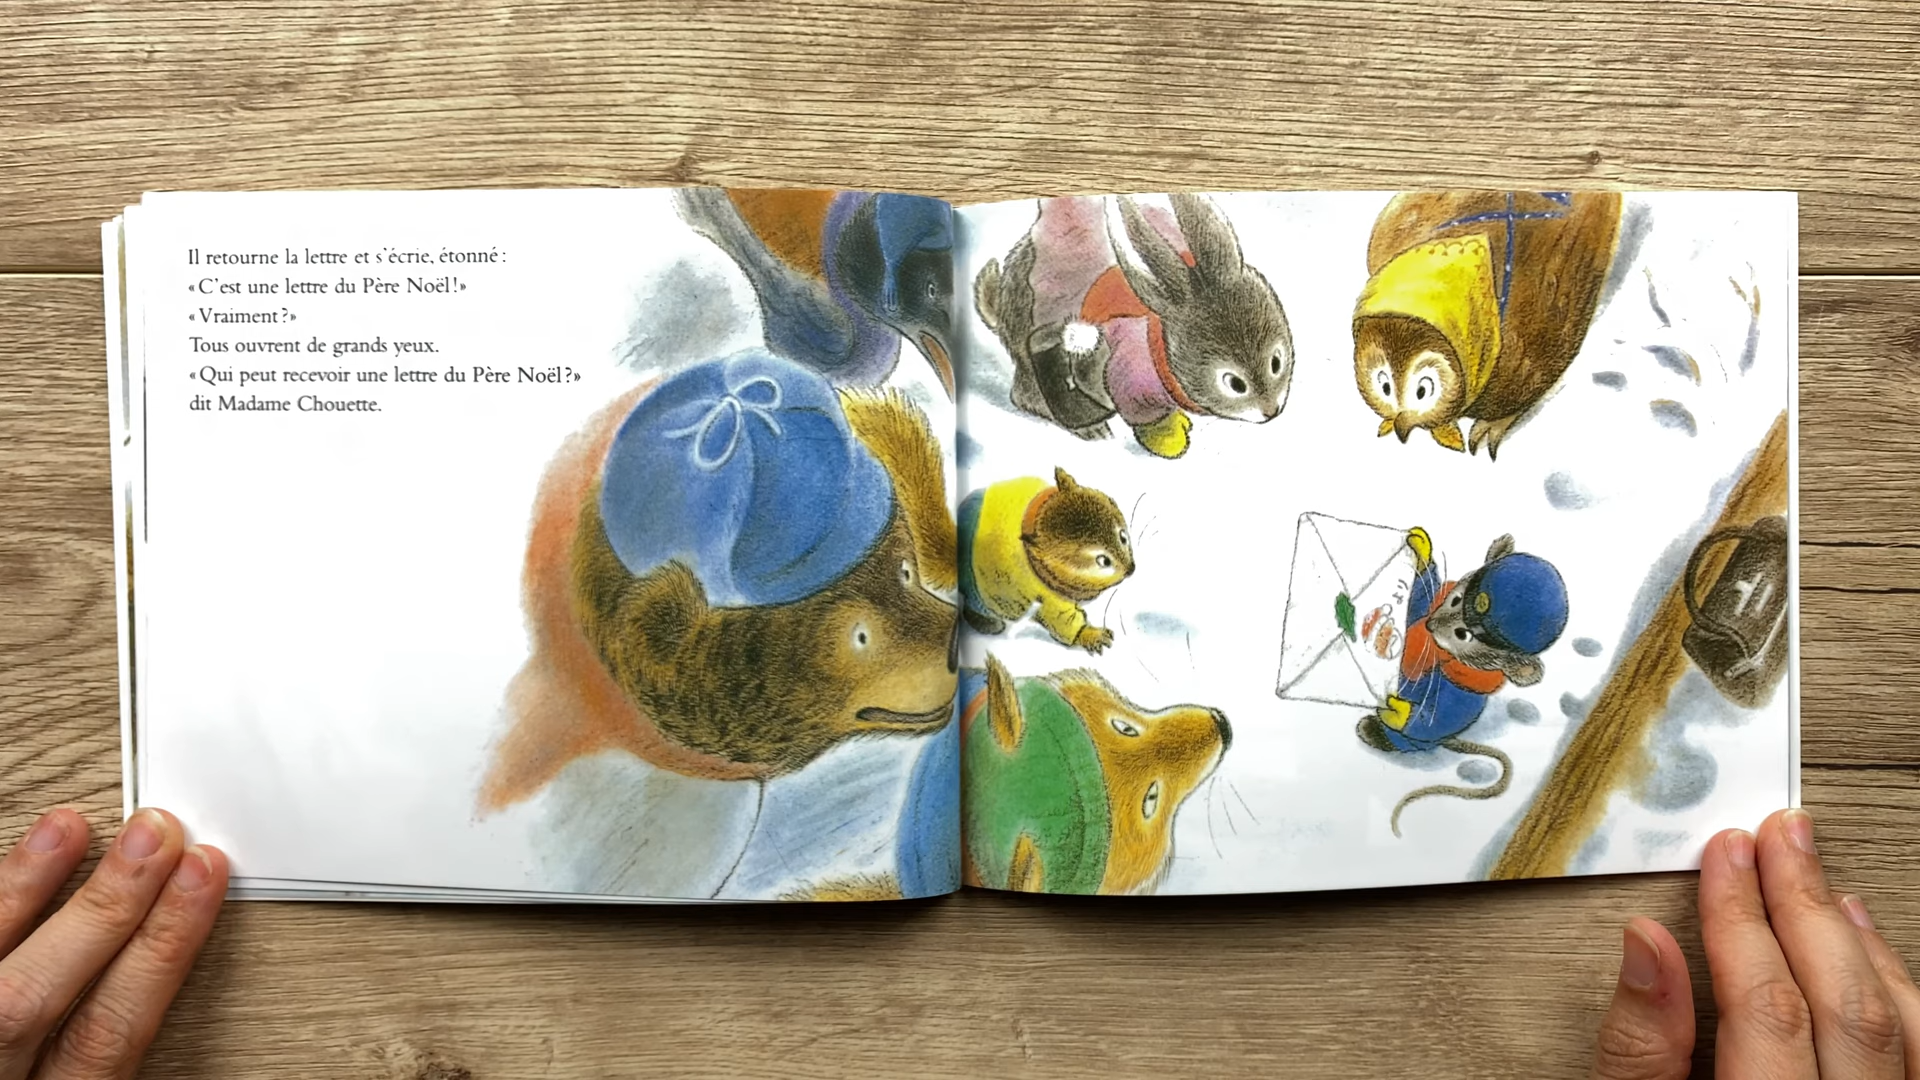 Il retourne la lettre et s'écrie, étonné :
« C'est une lettre du Père Noël ! »
« Vraiment ? »
Tous ouvrent de grands yeux.
« Qui peut recevoir une lettre du Père Noël ? »
dit Madame Chouette.